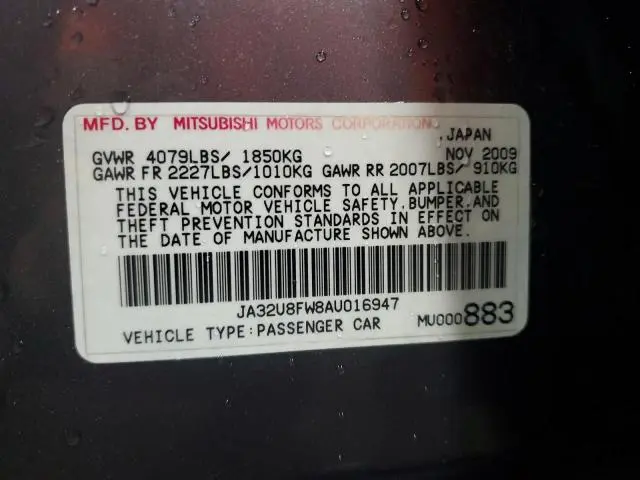 MFD. BY MITSUBISHI MOTORS CORPORATION, JAPAN
GVWR 4079LBS/ 1850KG NOV 2009
GAWR FR 2227LBS/1010KG GAWR RR 2007LBS/ 910KG
THIS VEHICLE CONFORMS TO ALL APPLICABLE
FEDERAL MOTOR VEHICLE SAFETY, BUMPER, AND
THEFT PREVENTION STANDARDS IN EFFECT ON
THE DATE OF MANUFACTURE SHOWN ABOVE.
JA32U8FW8AU016947
VEHICLE TYPE:PASSENGER CAR MU000883